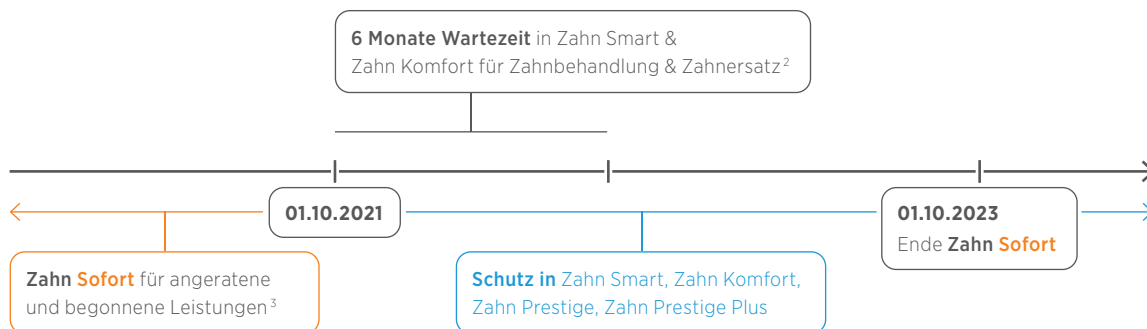 6 Monate Wartezeit in Zahn Smart &
Zahn Komfort für Zahnbehandlung & Zahnersatz²
01.10.2021
01.10.2023
Ende Zahn Sofort
Zahn Sofort für angeratene
und begonnene Leistungen³
Schutz in Zahn Smart, Zahn Komfort,
Zahn Prestige, Zahn Prestige Plus